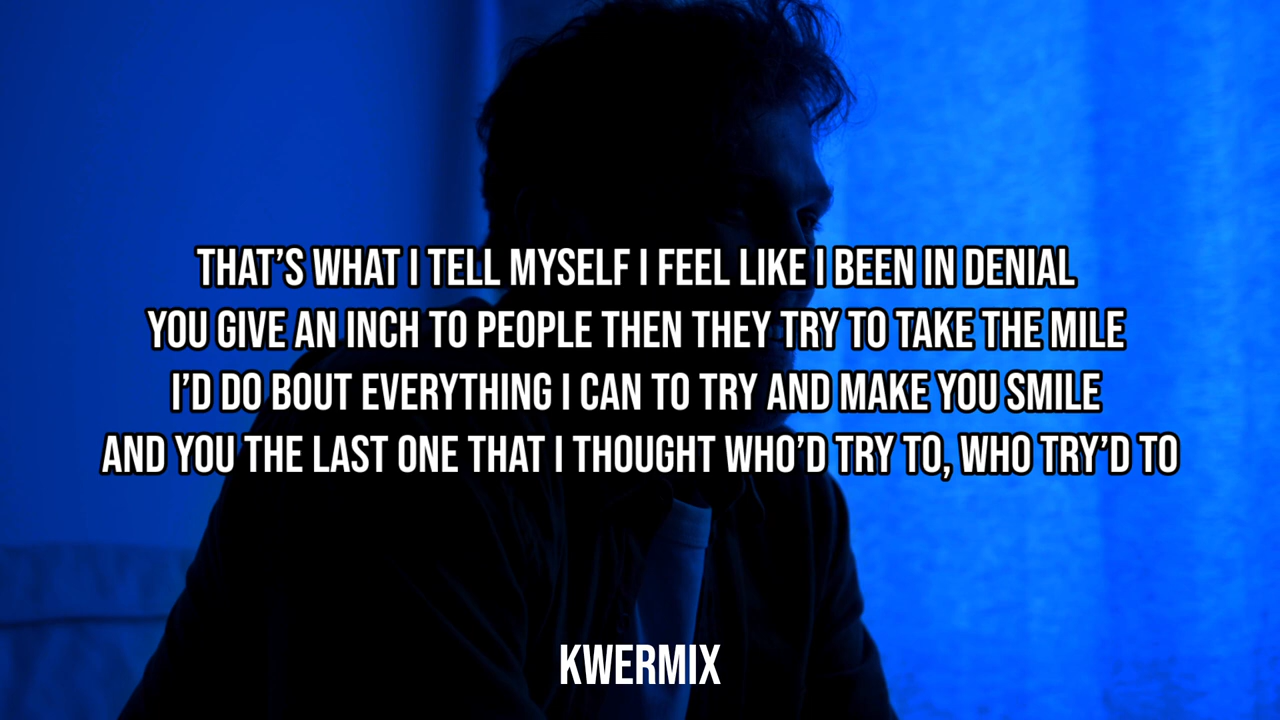 THAT’S WHAT I TELL MYSELF I FEEL LIKE I BEEN IN DENIAL
YOU GIVE AN INCH TO PEOPLE THEN THEY TRY TO TAKE THE MILE
I’D DO BOUT EVERYTHING I CAN TO TRY AND MAKE YOU SMILE
AND YOU THE LAST ONE THAT I THOUGHT WHO’D TRY TO, WHO TRY’D TO
KWERMIX